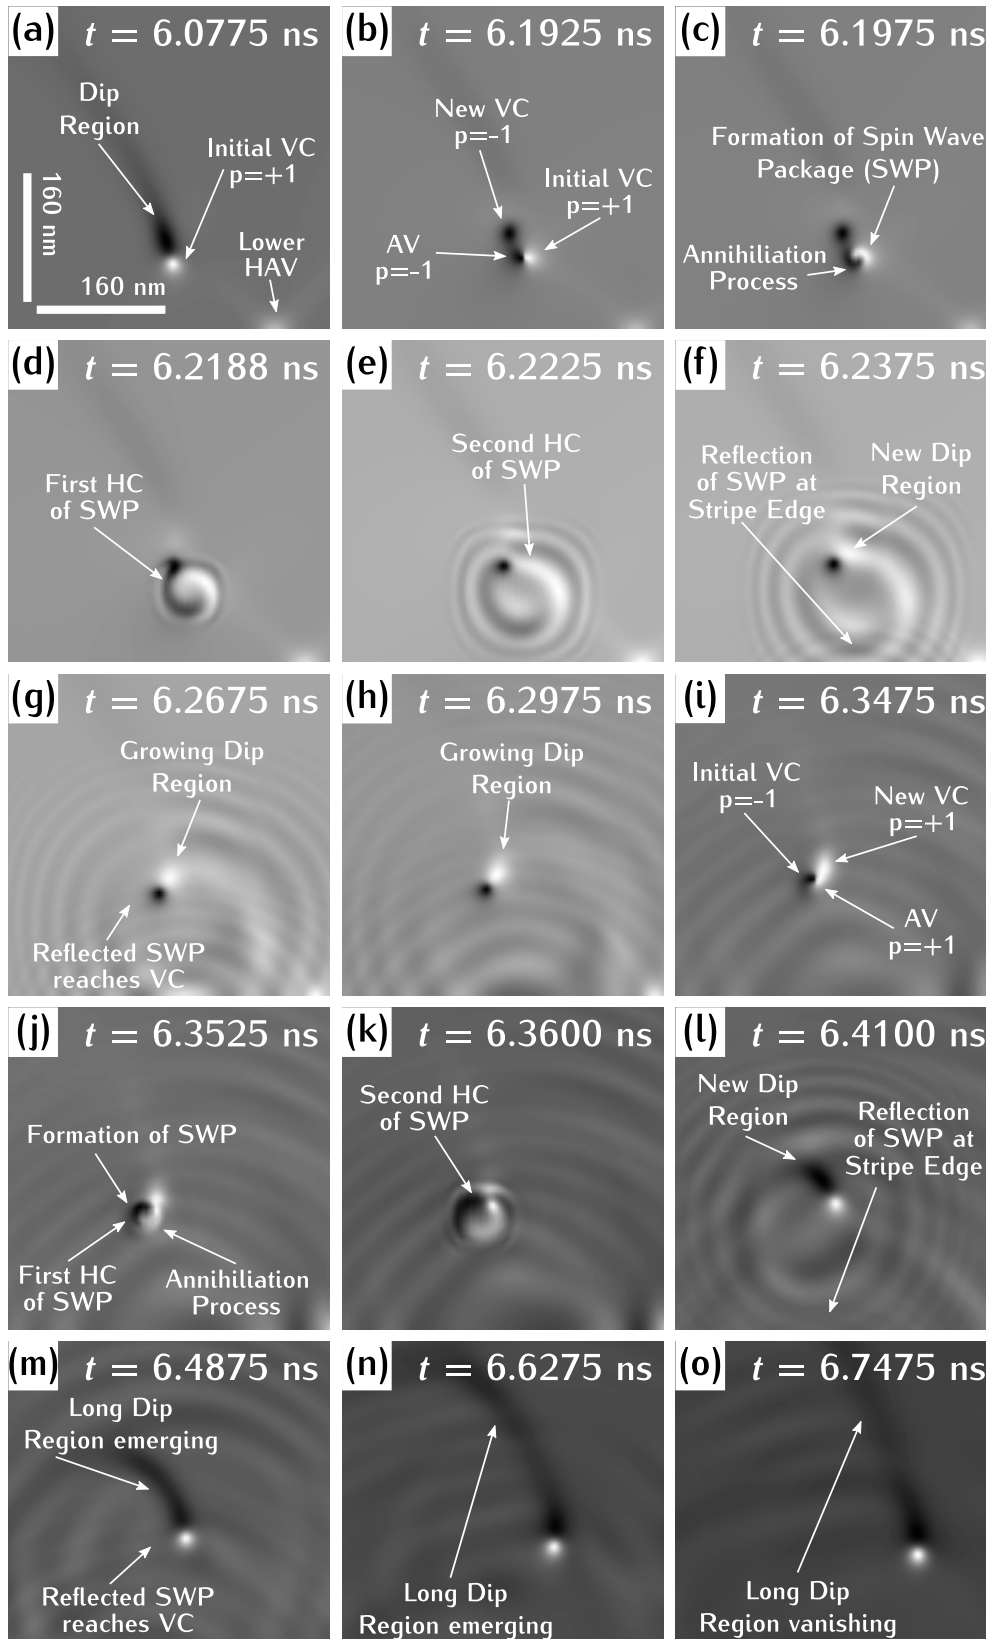 (a) t = 6.0775 ns
Dip
Region
Initial VC
p=+1
160 nm
160 nm
Lower
HAV
(b) t = 6.1925 ns
New VC
p=-1
Initial VC
p=+1
AV
p=-1
(c) t = 6.1975 ns
Formation of Spin Wave
Package (SWP)
Annihiliation
Process
(d) t = 6.2188 ns
First HC
of SWP
(e) t = 6.2225 ns
Second HC
of SWP
(f) t = 6.2375 ns
Reflection
of SWP at
Stripe Edge
New Dip
Region
(g) t = 6.2675 ns
Growing Dip
Region
Reflected SWP
reaches VC
(h) t = 6.2975 ns
Growing Dip
Region
(i) t = 6.3475 ns
Initial VC
p=-1
New VC
p=+1
AV
p=+1
(j) t = 6.3525 ns
Formation of SWP
First HC
of SWP
Annihiliation
Process
(k) t = 6.3600 ns
Second HC
of SWP
(l) t = 6.4100 ns
New Dip
Region
Reflection
of SWP at
Stripe Edge
(m) t = 6.4875 ns
Long Dip
Region emerging
Reflected SWP
reaches VC
(n) t = 6.6275 ns
Long Dip
Region emerging
(o) t = 6.7475 ns
Long Dip
Region vanishing